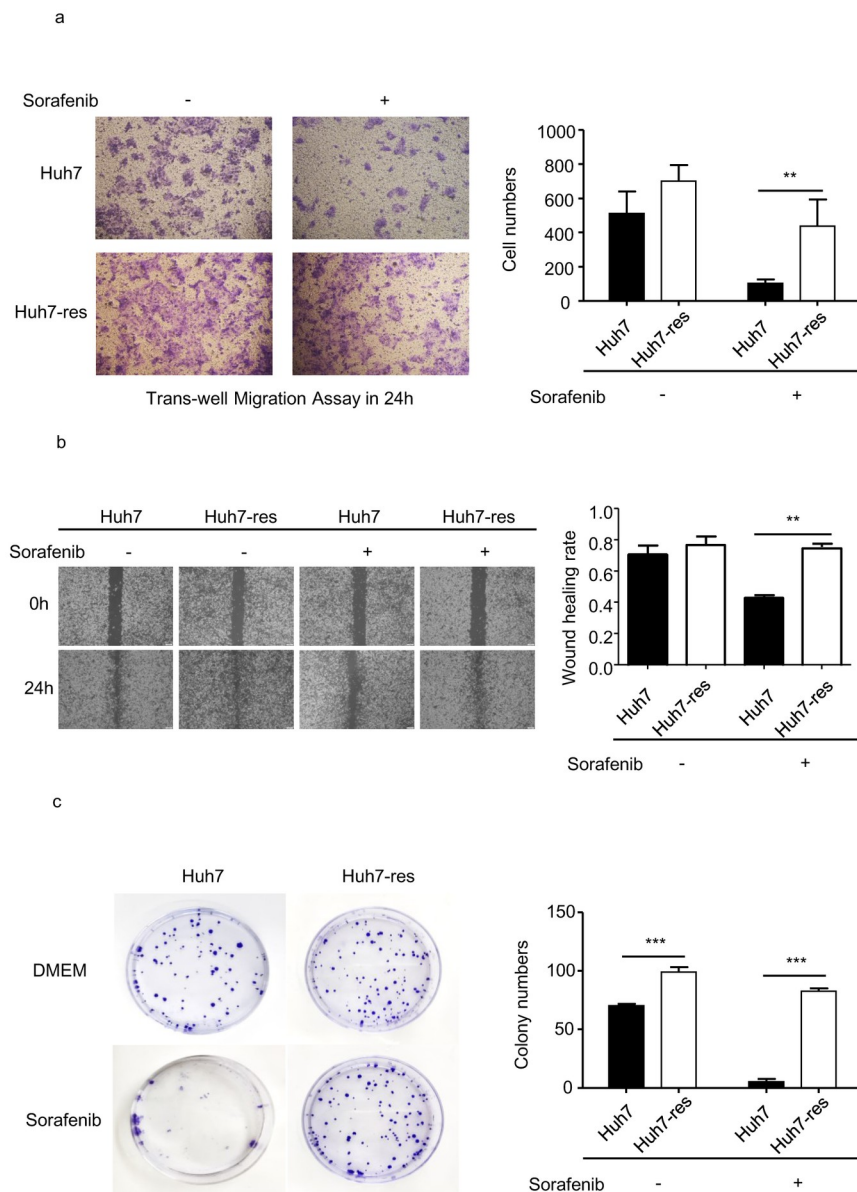 a
Sorafenib - +
Huh7
Huh7-res
Trans-well Migration Assay in 24h
1000
800
600
400
200
0
Cell numbers
**
Huh7
Huh7-res
Huh7
Huh7-res
Sorafenib - +
b
Huh7 Huh7-res Huh7 Huh7-res
Sorafenib - - + +
0h
24h
1.0
0.8
0.6
0.4
0.2
0.0
Wound healing rate
**
Huh7
Huh7-res
Huh7
Huh7-res
Sorafenib - +
c
Huh7 Huh7-res
DMEM
Sorafenib
150
100
50
0
Colony numbers
***
***
Huh7
Huh7-res
Huh7
Huh7-res
Sorafenib - +